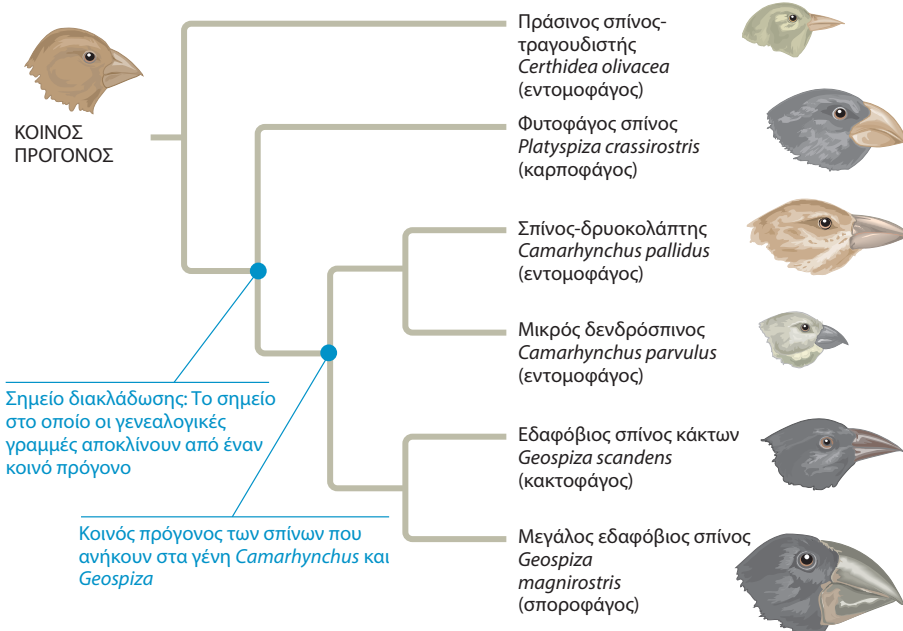 ΚΟΙΝΟΣ
ΠΡΟΓΟΝΟΣ
Πράσινος σπίνος-
τραγουδιστής
Certhidea olivacea
(εντομοφάγος)
Φυτοφάγος σπίνος
Platyspiza crassirostris
(καρποφάγος)
Σπίνος-δρυοκολάπτης
Camarhynchus pallidus
(εντομοφάγος)
Μικρός δενδρόσπινος
Camarhynchus parvulus
(εντομοφάγος)
Εδαφόβιος σπίνος κάκτων
Geospiza scandens
(κακτοφάγος)
Μεγάλος εδαφόβιος σπίνος
Geospiza
magnirostris
(σποροφάγος)
Σημείο διακλάδωσης: Το σημείο
στο οποίο οι γενεαλογικές
γραμμές αποκλίνουν από έναν
κοινό πρόγονο
Κοινός πρόγονος των σπίνων που
ανήκουν στα γένη Camarhynchus και
Geospiza